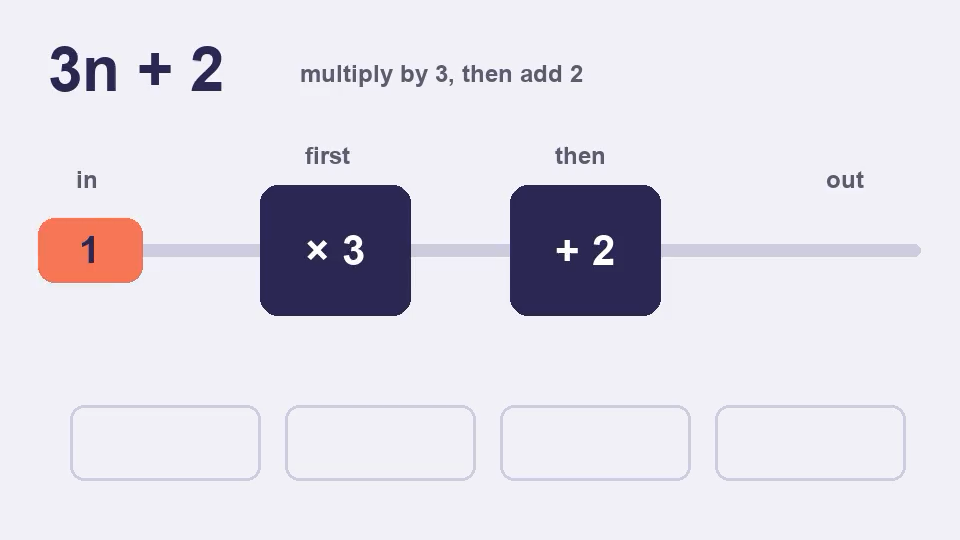 3n + 2
multiply by 3, then add 2
first
then
in
out
1
× 3
+ 2